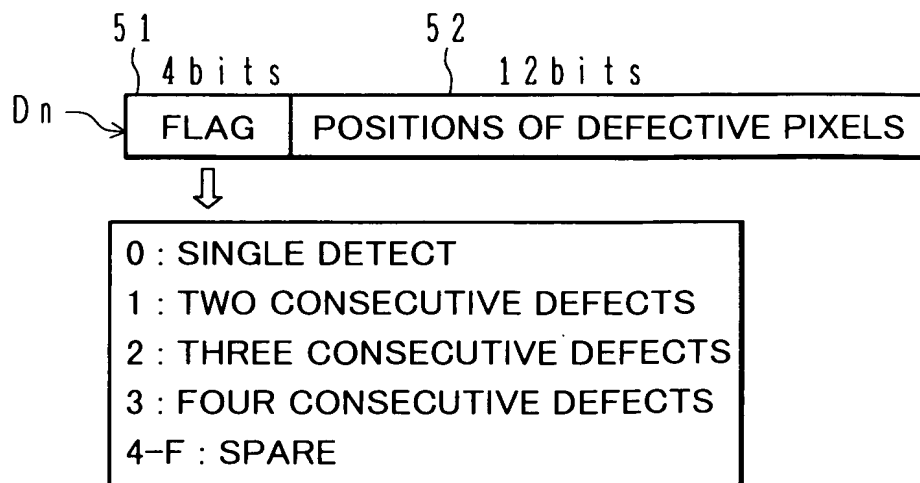 51 52
4bits 12bits
Dn FLAG POSITIONS OF DEFECTIVE PIXELS
0 : SINGLE DETECT
1 : TWO CONSECUTIVE DEFECTS
2 : THREE CONSECUTIVE DEFECTS
3 : FOUR CONSECUTIVE DEFECTS
4-F : SPARE